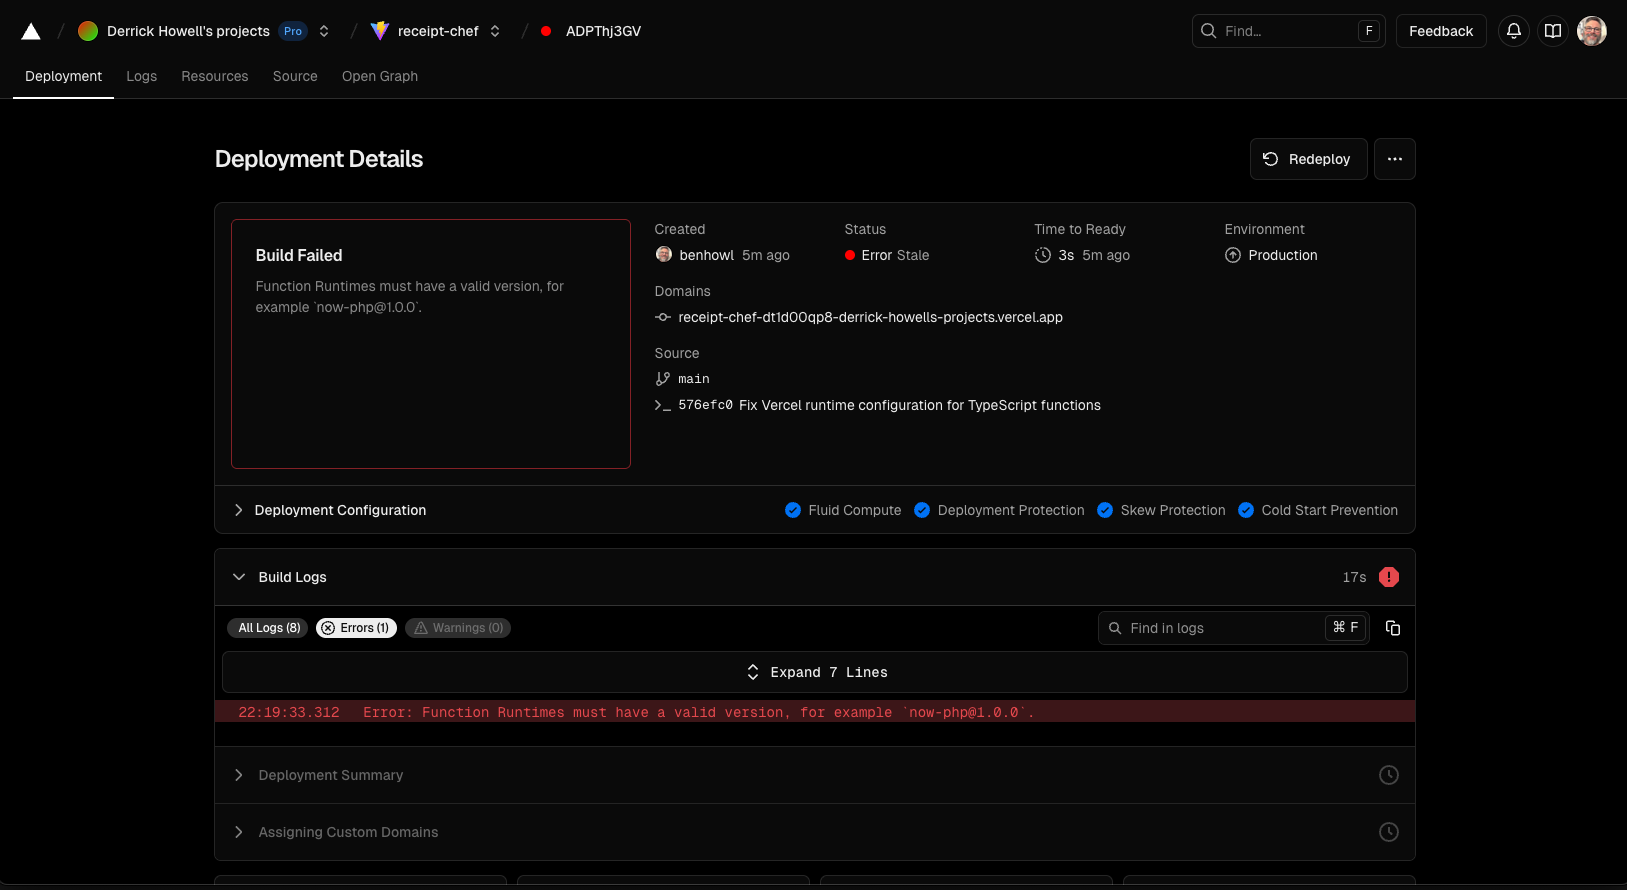 Derrick Howell's projects Pro receipt-chef ADPThj3GV Find... F Feedback
Deployment Logs Resources Source Open Graph
Deployment Details
Redeploy
Build Failed
Function Runtimes must have a valid version, for
example `now-php@1.0.0`.
Created
benhowl 5m ago
Status
Error Stale
Time to Ready
3s 5m ago
Environment
Production
Domains
receipt-chef-dt1d00qp8-derrick-howells-projects.vercel.app
Source
main
576efc0 Fix Vercel runtime configuration for TypeScript functions
Deployment Configuration Fluid Compute Deployment Protection Skew Protection Cold Start Prevention
Build Logs 17s
All Logs (8) Errors (1) Warnings (0) Find in logs ⌘ F
Expand 7 Lines
22:19:33.312 Error: Function Runtimes must have a valid version, for example `now-php@1.0.0`.
Deployment Summary
Assigning Custom Domains